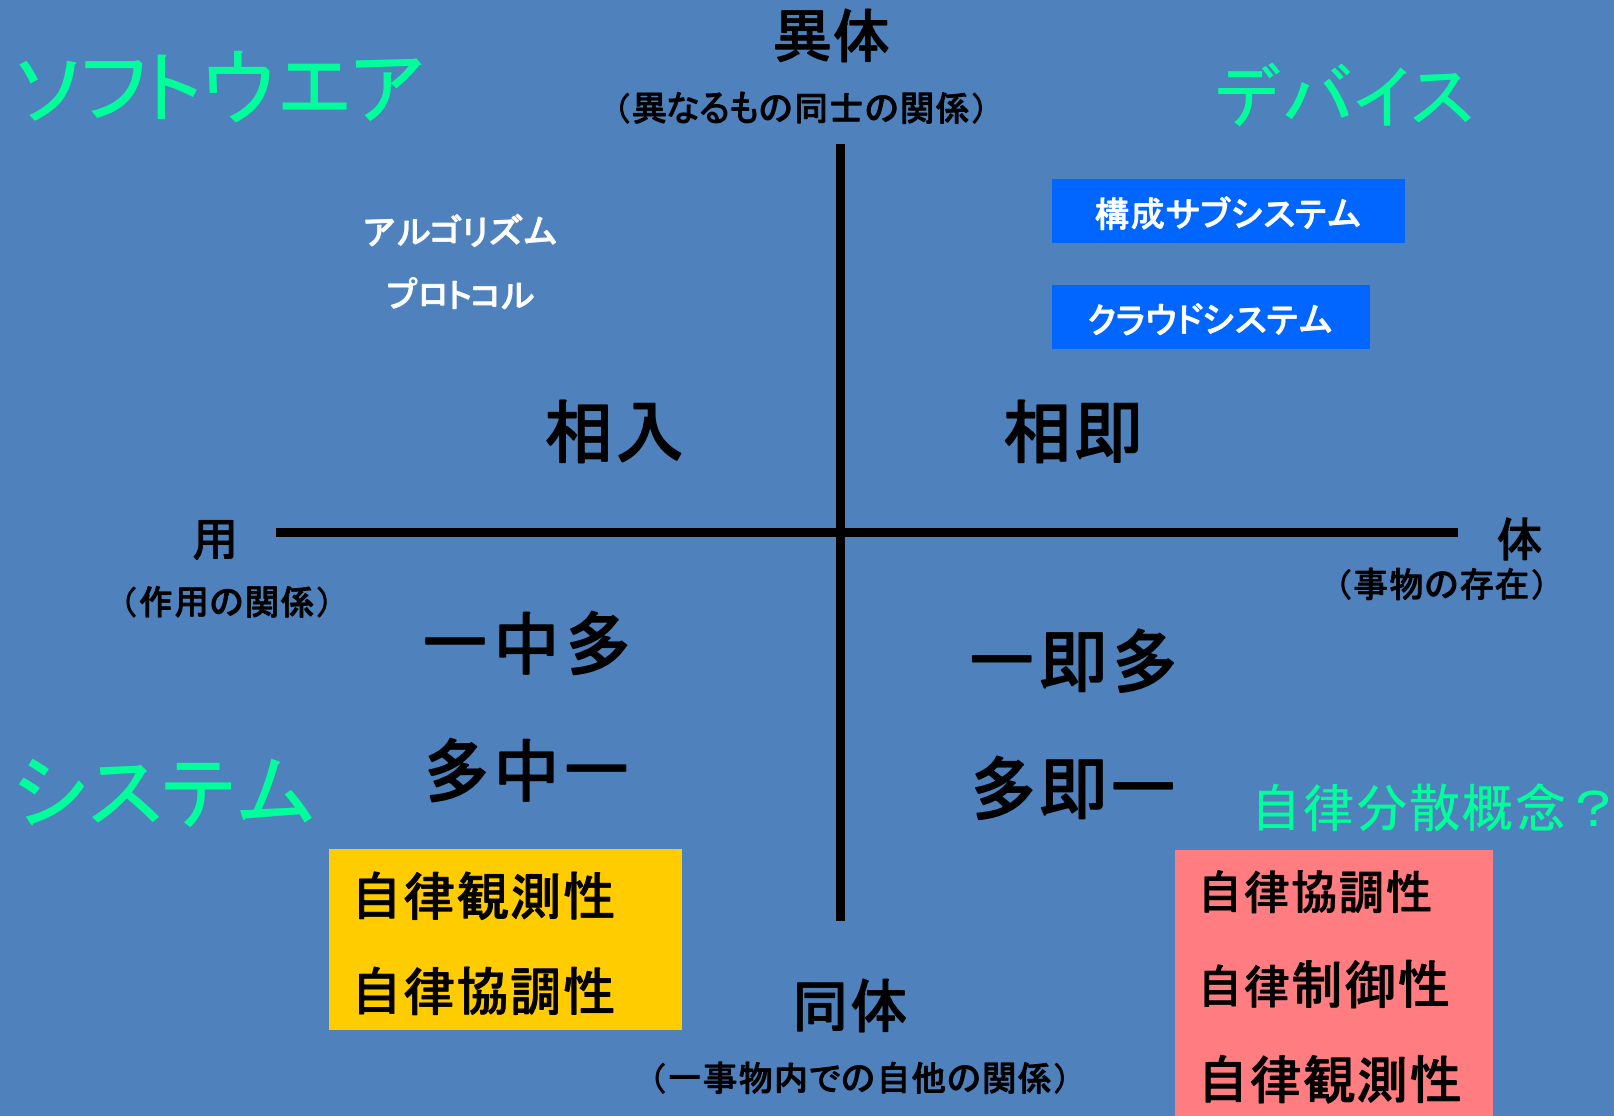 異体
（異なるもの同士の関係）
ソフトウエア
デバイス
アルゴリズム
プロトコル
構成サブシステム
クラウドシステム
相入
相即
用
（作用の関係）
体
（事物の存在）
一中多
多中一
一即多
多即一
システム
自律分散概念？
自律観測性
自律協調性
自律協調性
自律制御性
自律観測性
同体
（一事物内での自他の関係）